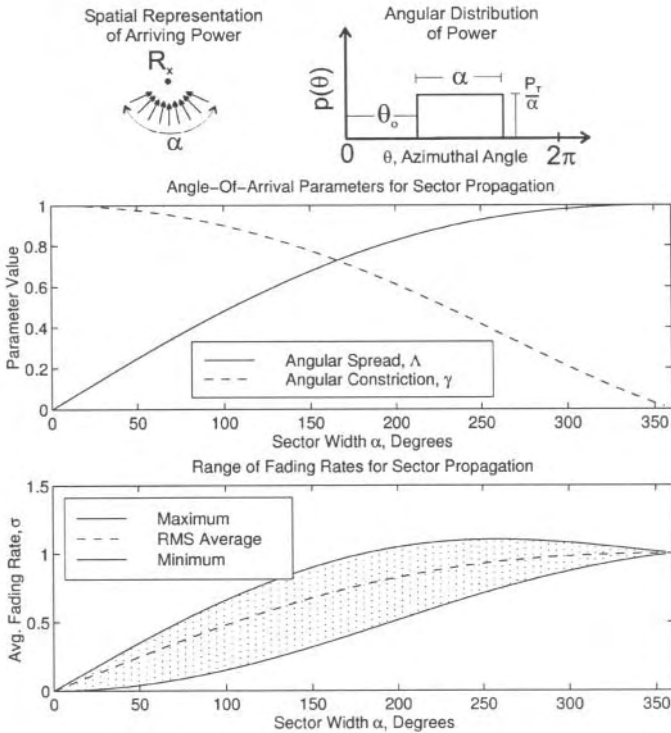 Spatial Representation
of Arriving Power
Rx
α
Angular Distribution
of Power
p(θ)
α
P_T
α
θ_o
0
θ, Azimuthal Angle
2π
Angle-Of-Arrival Parameters for Sector Propagation
Parameter Value
1
0.8
0.6
0.4
0.2
0
Angular Spread, Λ
Angular Constriction, γ
0 50 100 150 200 250 300 350
Sector Width α, Degrees
Range of Fading Rates for Sector Propagation
Avg. Fading Rate, σ
1.5
1
0.5
0
Maximum
RMS Average
Minimum
0 50 100 150 200 250 300 350
Sector Width α, Degrees